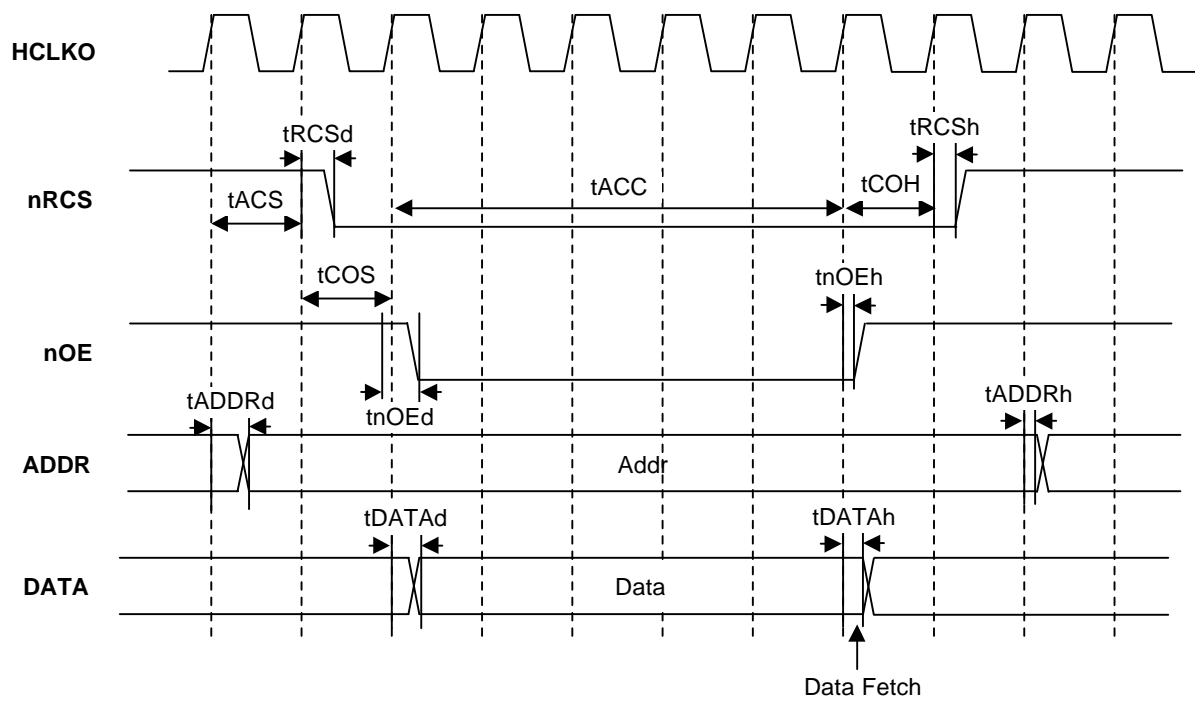 HCLKO
tRCSd
tRCSh
nRCS
tACS
tACC
tCOH
tCOS
tnOEh
nOE
tnOEd
tADDRd
tADDRh
ADDR
Addr
tDATAd
tDATAh
DATA
Data
Data Fetch